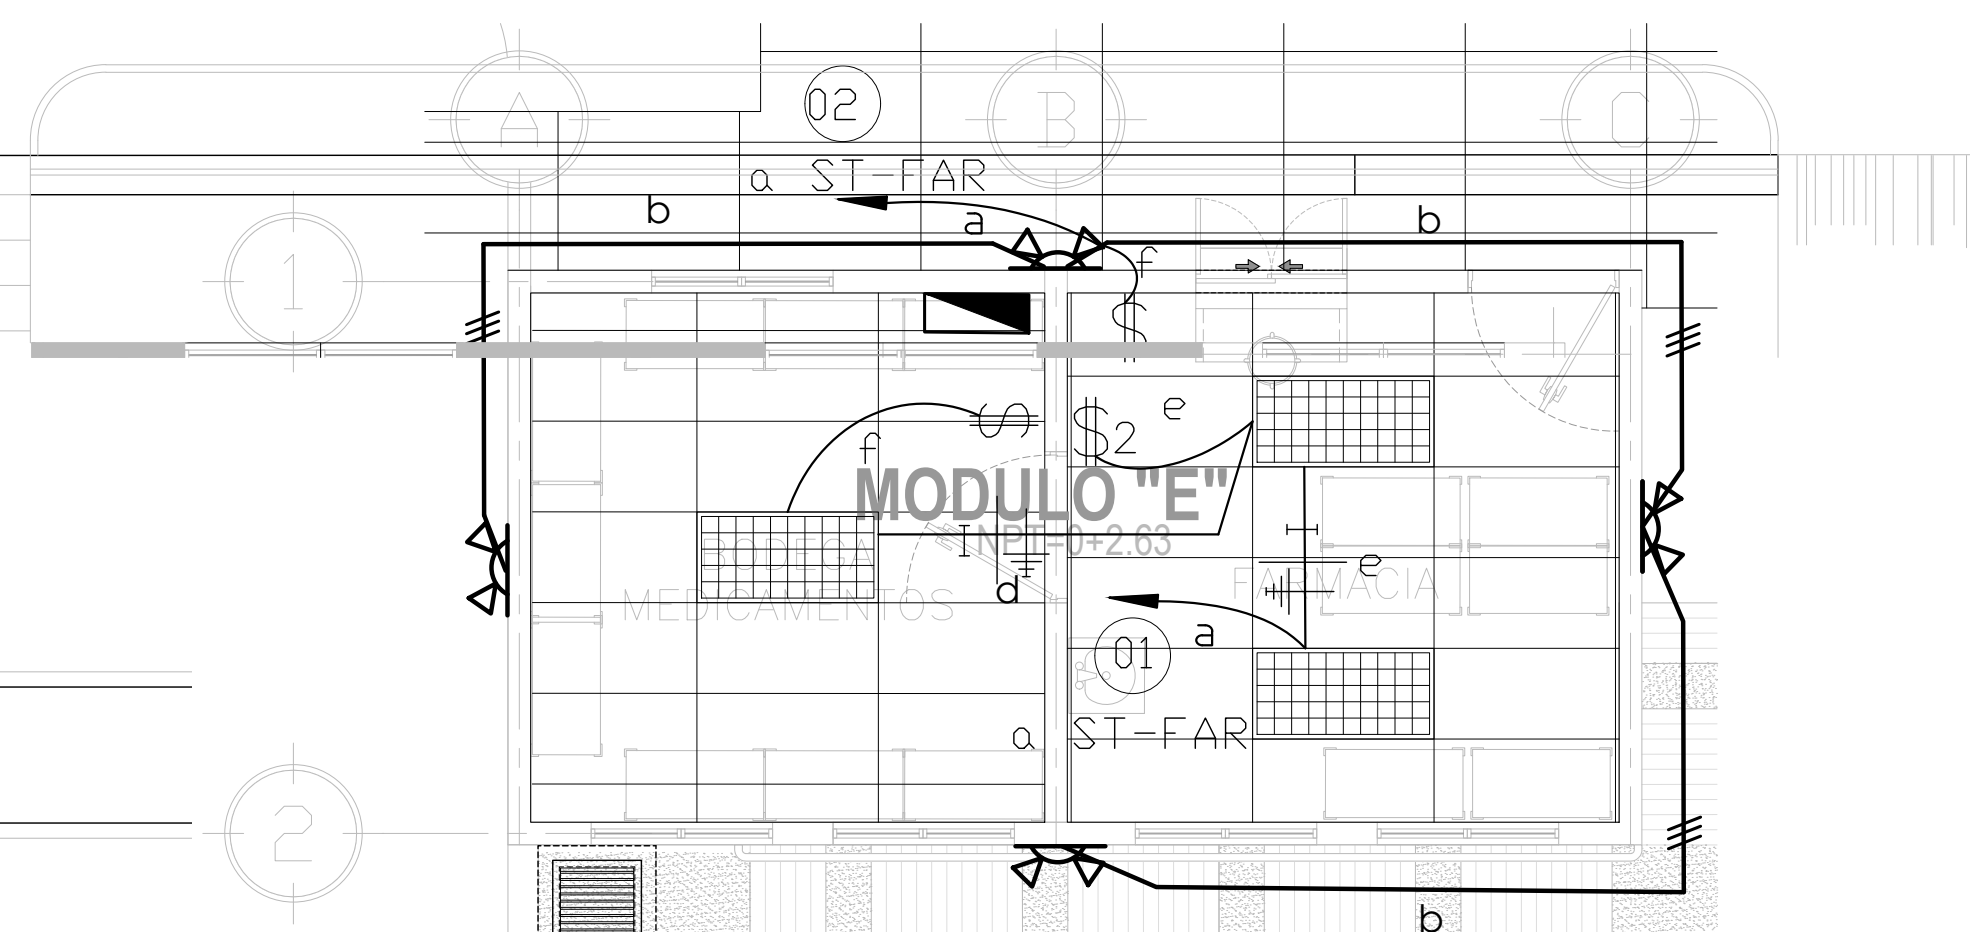 A
B
C
02
a ST-FAR
b
a
b
1
f
$
e
$
$2
f
MODULO "E"
NPT=0+2.63
BODEGA
MEDICAMENTOS
d
e
FARMACIA
01
a
a ST-FAR
2
b